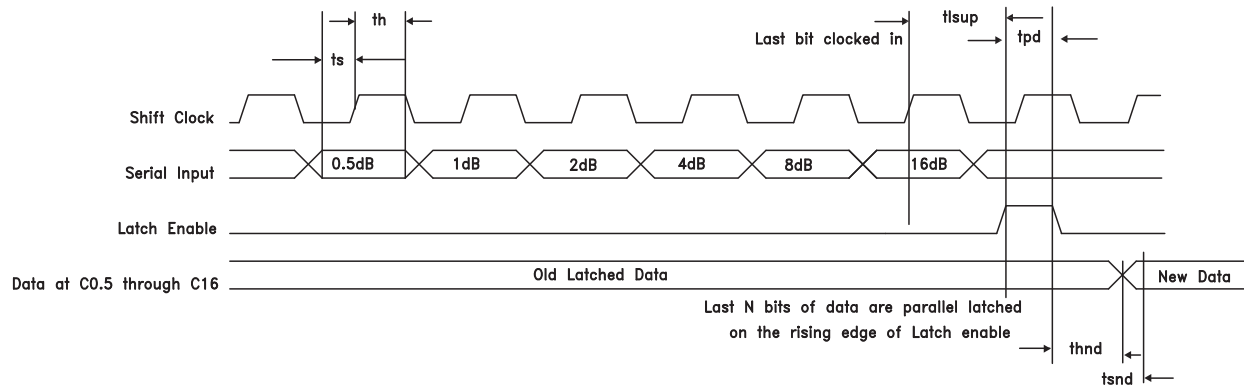 th
tlsup
Last bit clocked in
tpd
ts
Shift Clock
0.5dB
1dB
2dB
4dB
8dB
16dB
Serial Input
Latch Enable
Old Latched Data
New Data
Data at C0.5 through C16
Last N bits of data are parallel latched
on the rising edge of Latch enable
thnd
tsnd